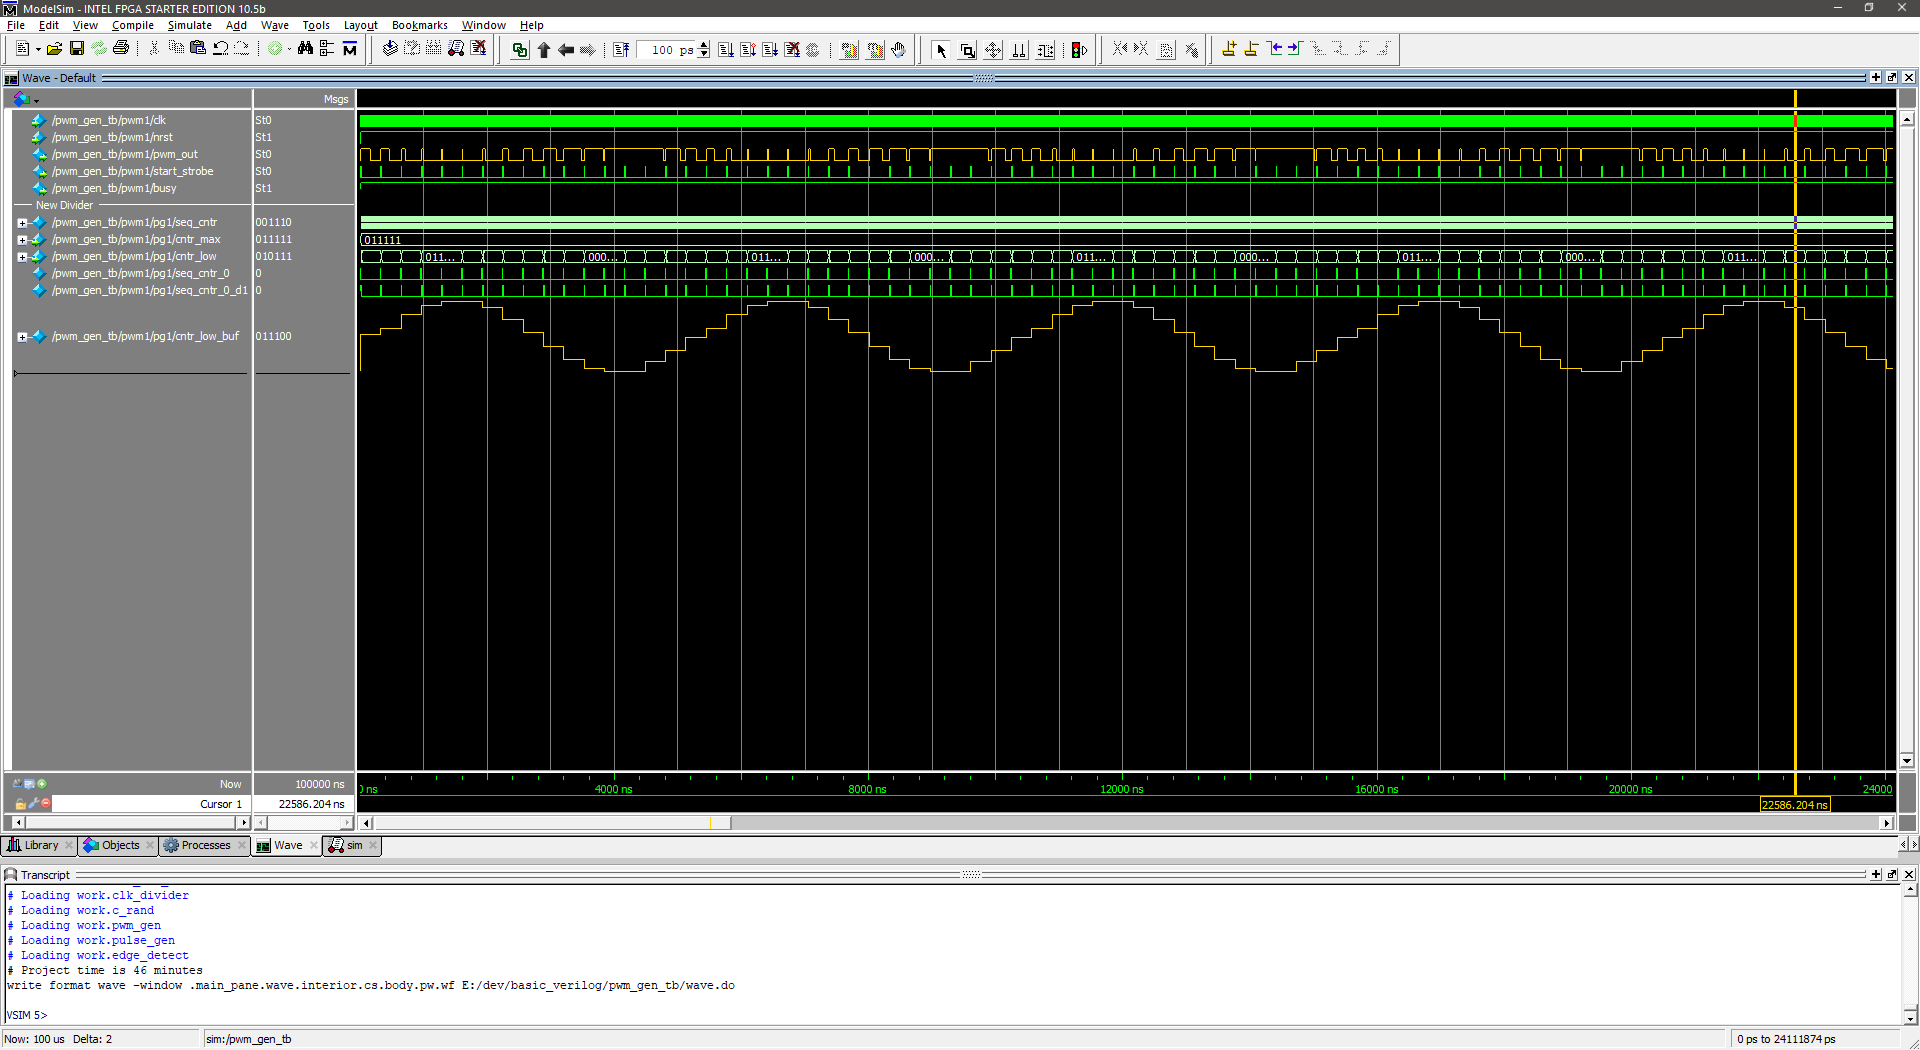 ModelSim - INTEL FPGA STARTER EDITION 10.5b
File Edit View Compile Simulate Add Wave Tools Layout Bookmarks Window Help
100 ps
Wave - Default
Msgs
/pwm_gen_tb/pwm1/clk St0
/pwm_gen_tb/pwm1/nrst St1
/pwm_gen_tb/pwm1/pwm_out St0
/pwm_gen_tb/pwm1/start_strobe St0
/pwm_gen_tb/pwm1/busy St1
New Divider
/pwm_gen_tb/pwm1/pg1/seq_cntr 001110
/pwm_gen_tb/pwm1/pg1/cntr_max 011111 011111
/pwm_gen_tb/pwm1/pg1/cntr_low 010111 011... 000... 011... 000... 011... 000... 011... 000... 011...
/pwm_gen_tb/pwm1/pg1/seq_cntr_0 0
/pwm_gen_tb/pwm1/pg1/seq_cntr_0_d1 0
/pwm_gen_tb/pwm1/pg1/cntr_low_buf 011100
Now 100000 ns ns 4000 ns 8000 ns 12000 ns 16000 ns 20000 ns 24000
Cursor 1 22586.204 ns 22586.204 ns
Library Objects Processes Wave sim
Transcript
# Loading work.clk_divider
# Loading work.c_rand
# Loading work.pwm_gen
# Loading work.pulse_gen
# Loading work.edge_detect
# Project time is 46 minutes
write format wave -window .main_pane.wave.interior.cs.body.pw.wf E:/dev/basic_verilog/pwm_gen_tb/wave.do
VSIM 5>
Now: 100 us Delta: 2 sim:/pwm_gen_tb 0 ps to 24111874 ps